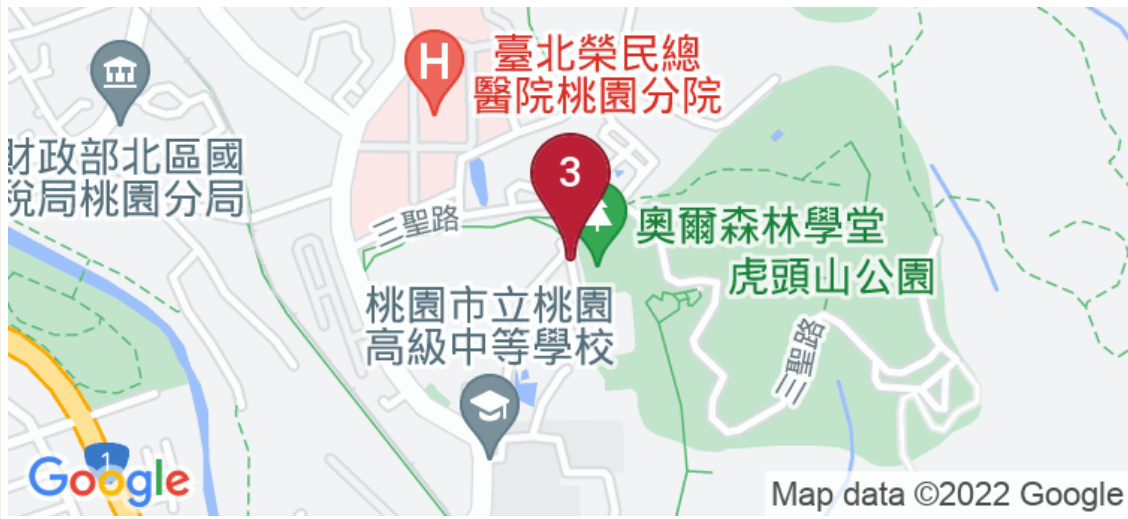 H
臺北榮民總
醫院桃園分院
財政部北區國
稅局桃園分局
3
三聖路
奧爾森林學堂
虎頭山公園
桃園市立桃園
高級中等學校
三聖路
1
Google
Map data ©2022 Google